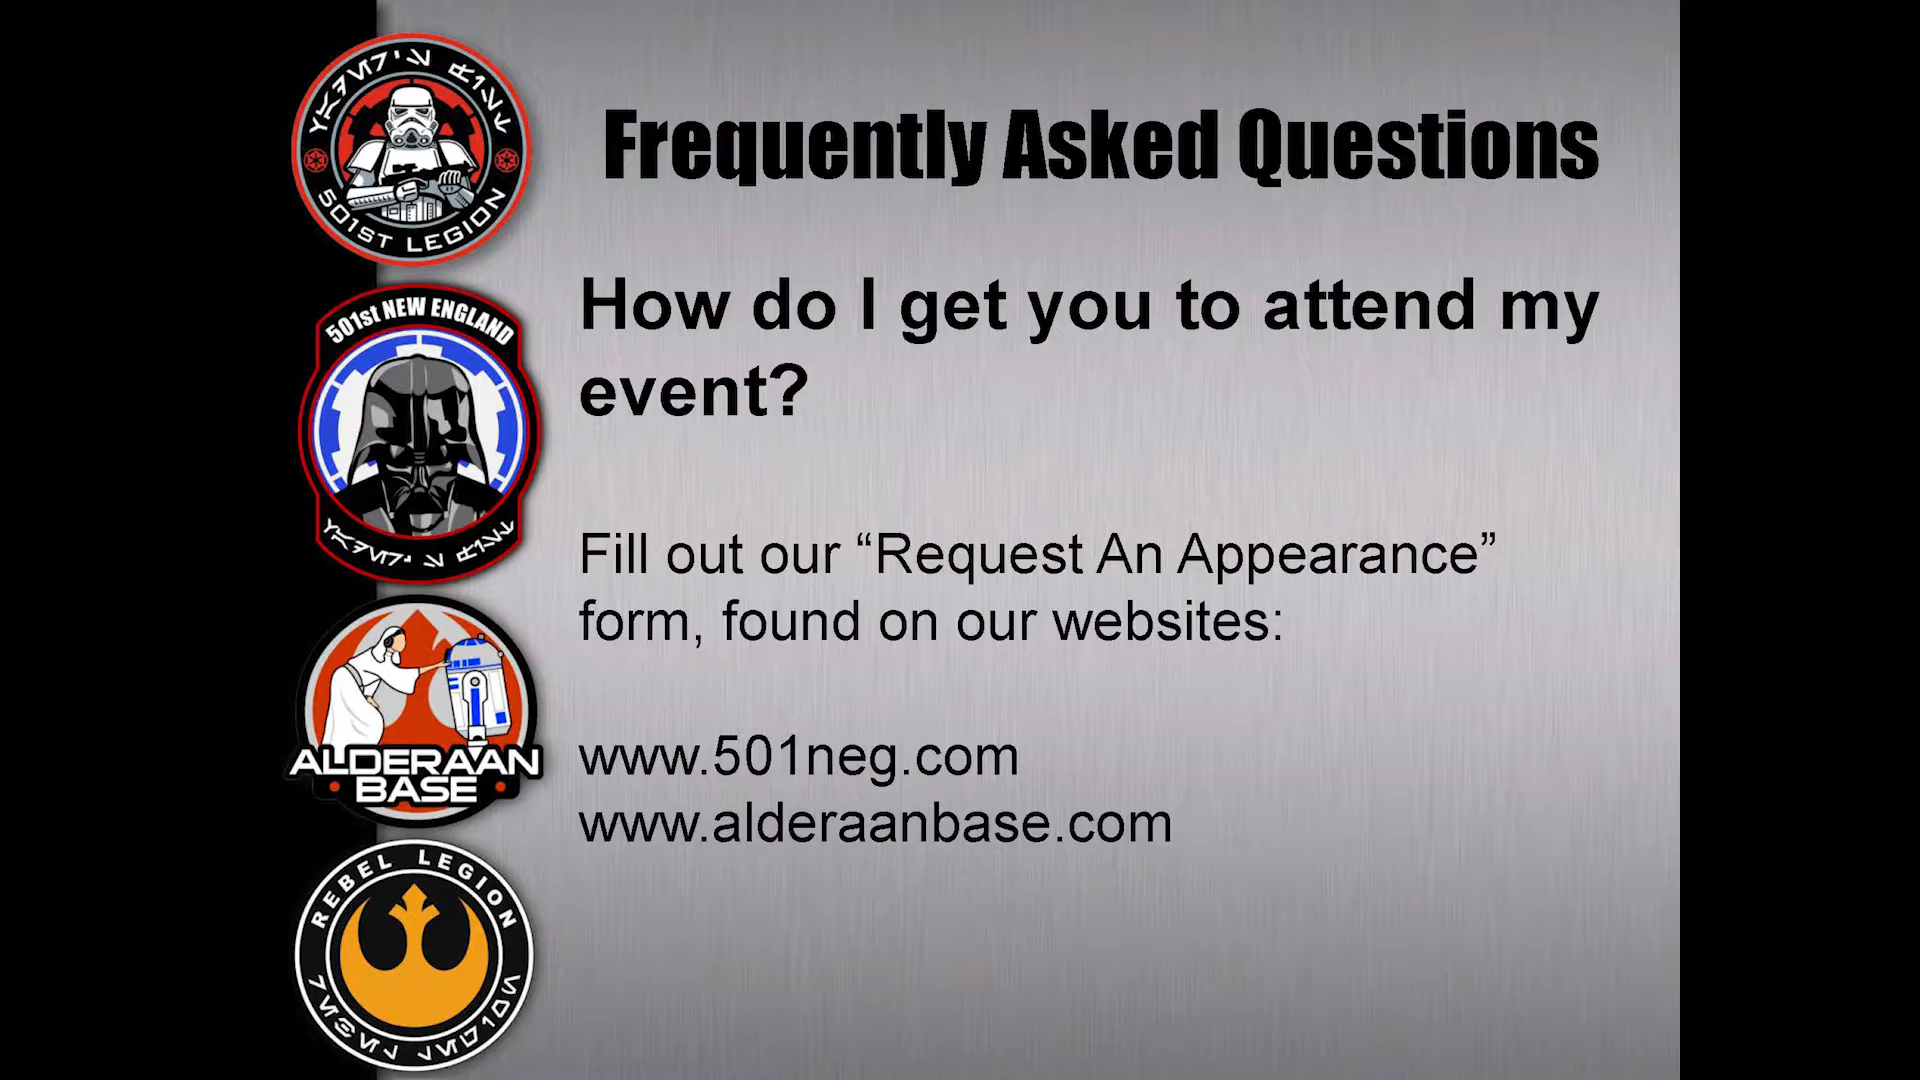 501ST LEGION
Frequently Asked Questions
501st NEW ENGLAND
How do I get you to attend my
event?
Fill out our “Request An Appearance”
form, found on our websites:
ALDERAAN
BASE
www.501neg.com
www.alderaanbase.com
REBEL LEGION